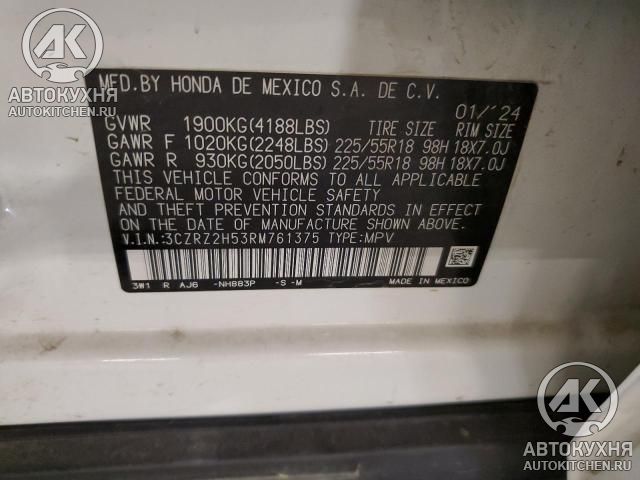 AK
АВТОКУХНЯ
AUTOKITCHEN.RU
MFD.BY HONDA DE MEXICO S.A. DE C.V.
01/'24
GVWR 1900KG(4188LBS) TIRE SIZE RIM SIZE
GAWR F 1020KG(2248LBS) 225/55R18 98H 18X7.0J
GAWR R 930KG(2050LBS) 225/55R18 98H 18X7.0J
THIS VEHICLE CONFORMS TO ALL APPLICABLE
FEDERAL MOTOR VEHICLE SAFETY
AND THEFT PREVENTION STANDARDS IN EFFECT
ON THE DATE OF MANUFACTURE SHOWN ABOVE.
V.I.N.:3CZRZ2H53RM761375 TYPE:MPV
3W1 R AJ6 -NH883P -S-M MADE IN MEXICO
AK
АВТОКУХНЯ
AUTOKITCHEN.RU